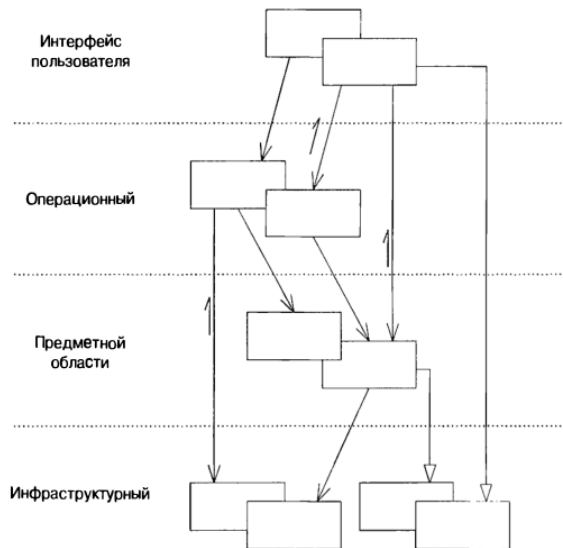 Интерфейс
пользователя
Операционный
Предметной
области
Инфраструктурный